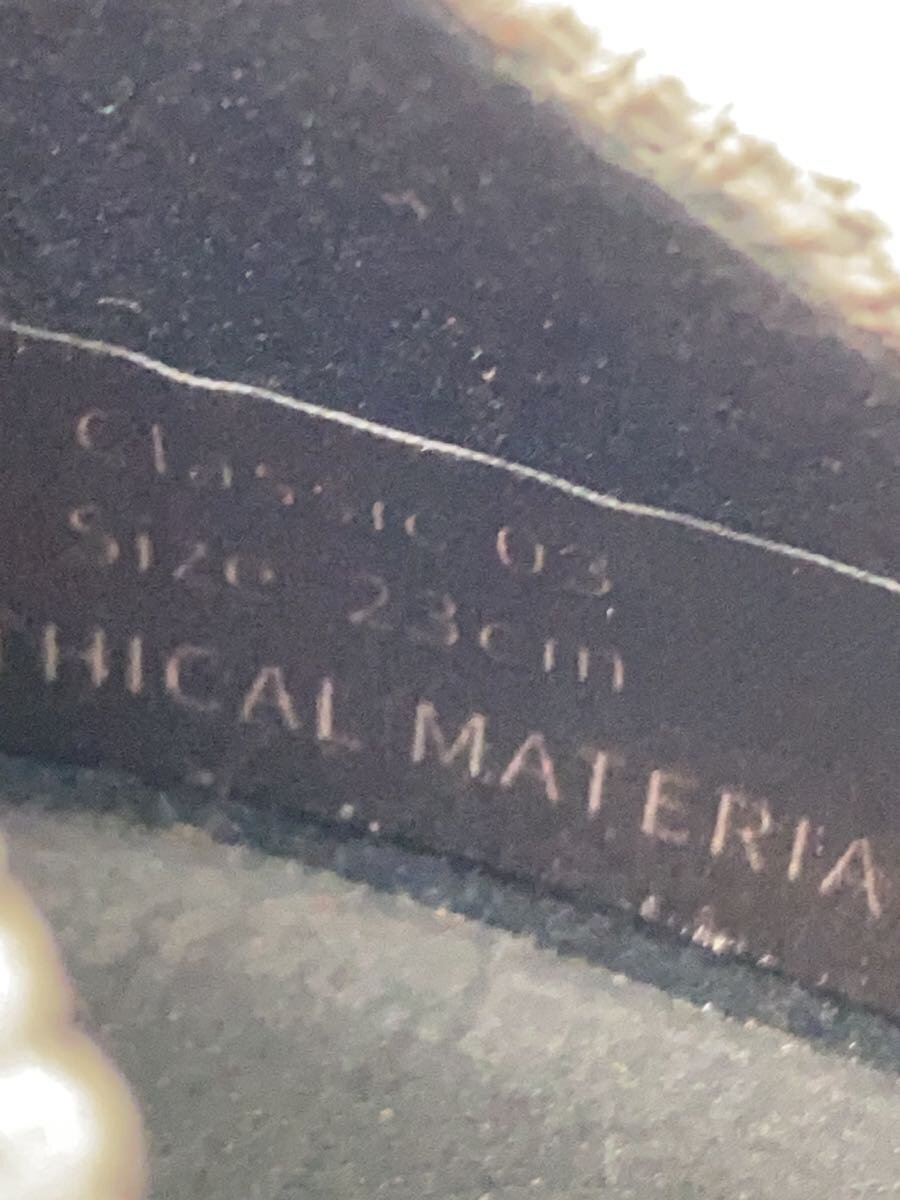 Classic 03
Size 23cm
HICAL MATERIA